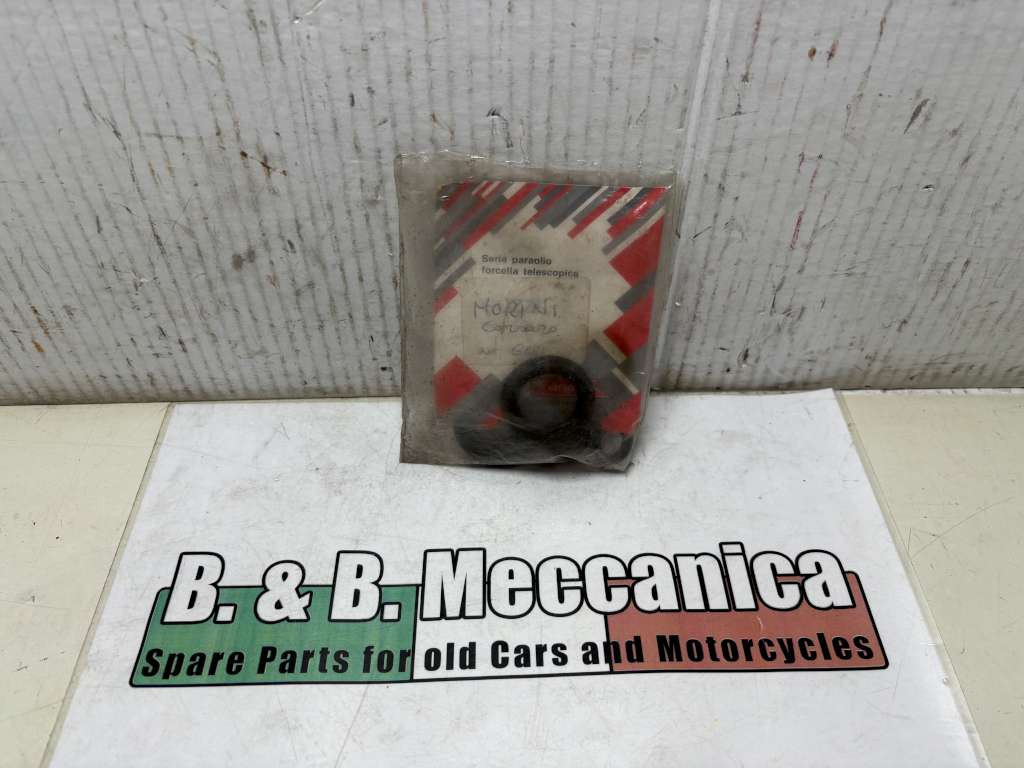 Serie paraolio
forcella telescopica
MORINI
B. & B. Meccanica
Spare Parts for old Cars and Motorcycles